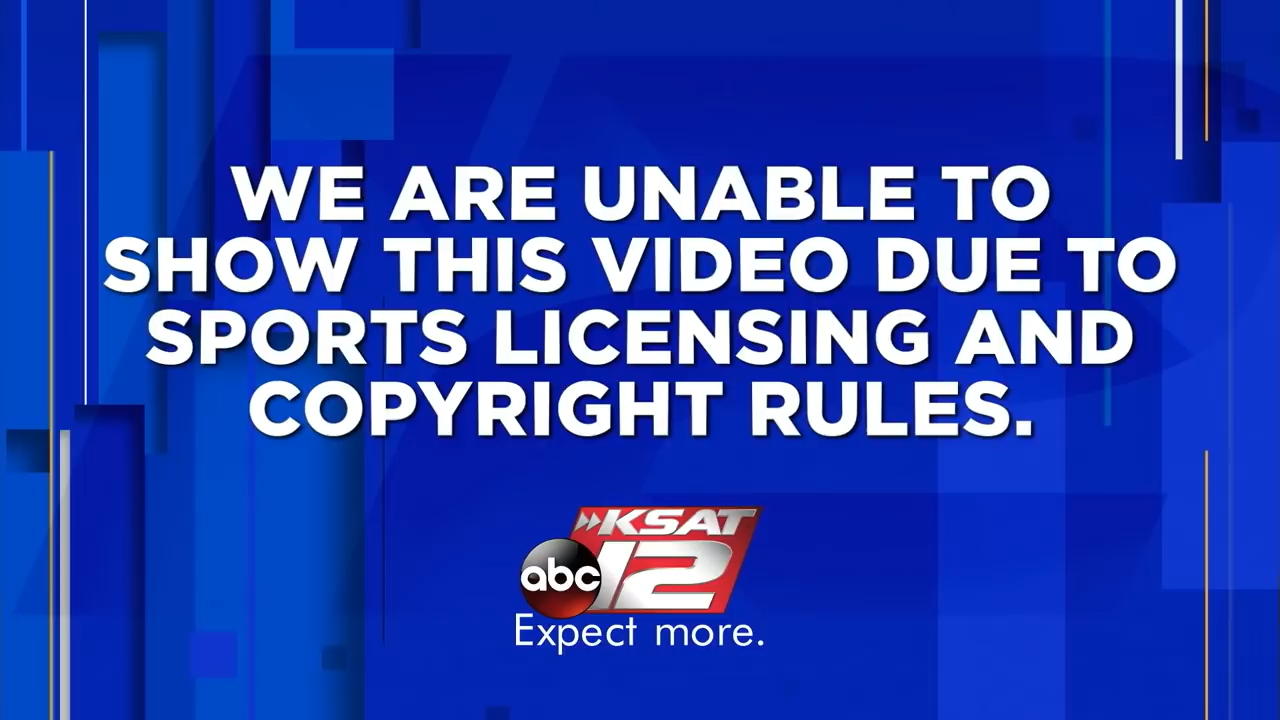 WE ARE UNABLE TO
SHOW THIS VIDEO DUE TO
SPORTS LICENSING AND
COPYRIGHT RULES.
KSAT
abc 12
Expect more.